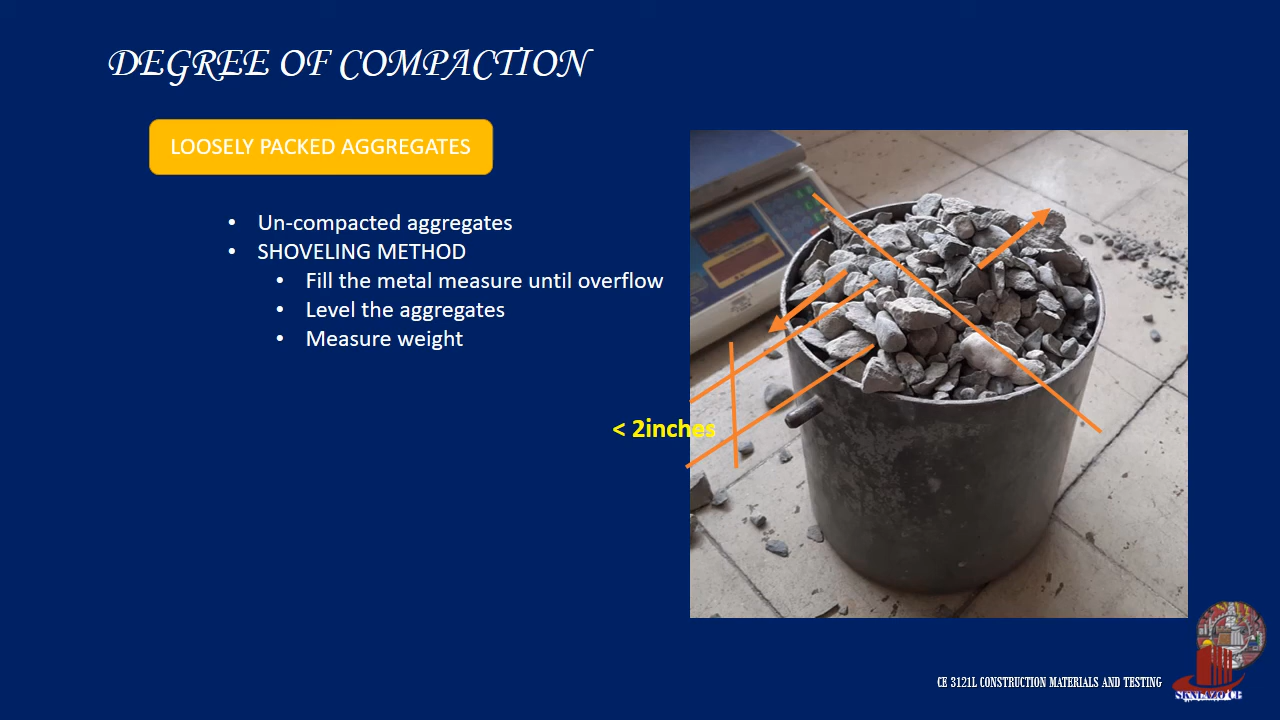 DEGREE OF COMPACTION
LOOSELY PACKED AGGREGATES
• Un-compacted aggregates
• SHOVELING METHOD
• Fill the metal measure until overflow
• Level the aggregates
• Measure weight
< 2inches
CE 3121L CONSTRUCTION MATERIALS AND TESTING